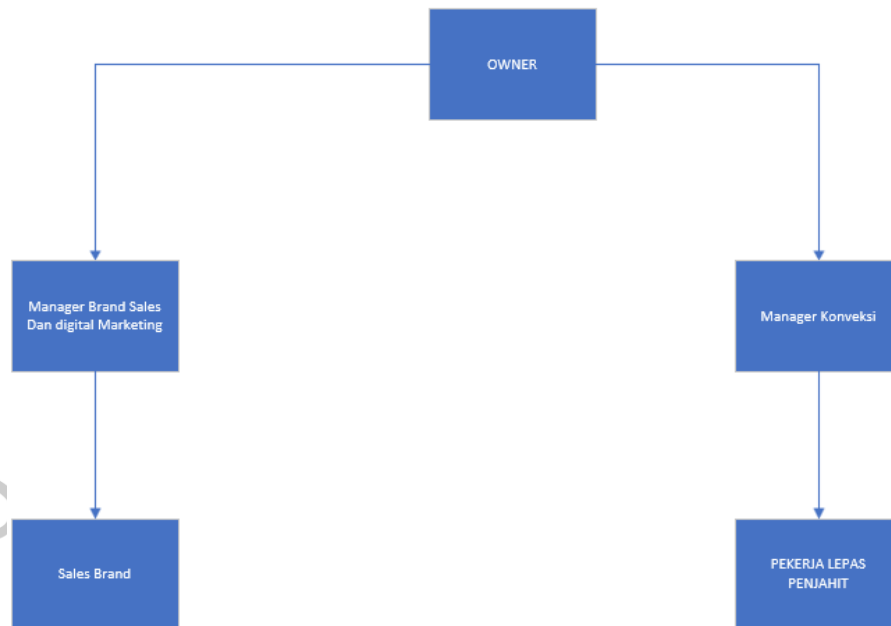 OWNER
Manager Brand Sales
Dan digital Marketing
Manager Konveksi
Sales Brand
PEKERJA LEPAS
PENJAHIT